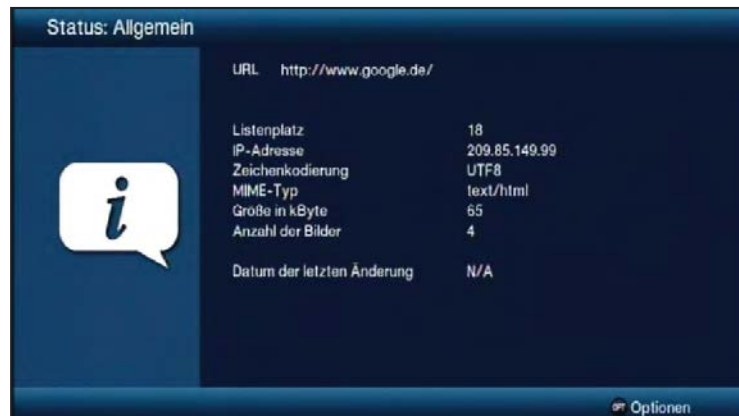 Status: Allgemein
URL http://www.google.de/
Listenplatz 18
IP-Adresse 209.85.149.99
Zeichenkodierung UTF8
MIME-Typ text/html
Größe in kByte 65
Anzahl der Bilder 4
Datum der letzten Änderung N/A
OPT Optionen